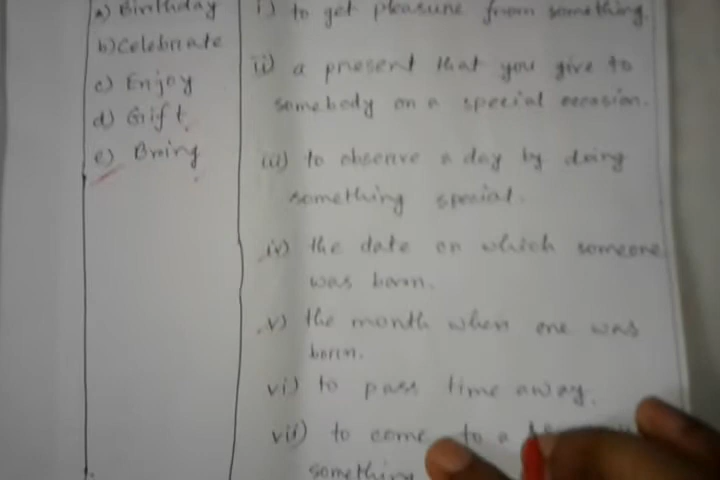 a) Birthday
b) Celebrate
c) Enjoy
d) Gift
e) Bring
i) to get pleasure from something.
ii) a present that you give to
somebody on a special occasion.
iii) to observe a day by doing
something special.
iv) the date on which someone
was born.
v) the month when one was
born.
vi) to pass time away.
vii) to come to a
something